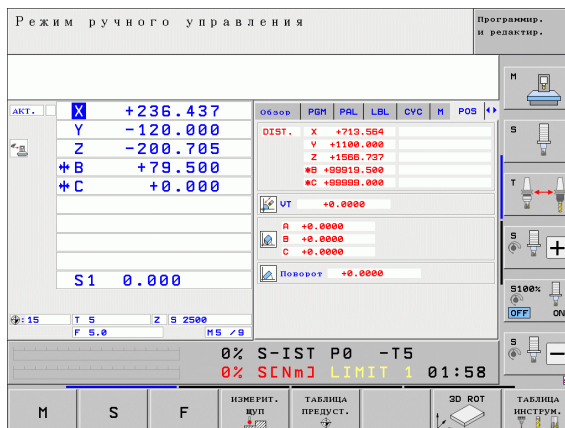 Режим ручного управления
Программир.
и редактир.
АКТ.
X +236.437
Y -120.000
Z -200.705
B +79.500
C +0.000
S1 0.000
:15
T 5
Z S 2500
F 5.0
M5 /9
Обзор PGM PAL LBL CYC M POS
DIST. X +713.564
Y +1100.000
Z +1566.737
*B +99919.500
*C +99999.000
VT +0.0000
A +0.0000
B +0.0000
C +0.0000
Поворот +0.0000
0% S-IST P0 -T5
0% S[Nm] LIMIT 1 01:58
M
S
T
S
S100%
OFF ON
S
M
S
F
ИЗМЕРИТ.
ЩУП
ТАБЛИЦА
ПРЕДУСТ.
3D ROT
ТАБЛИЦА
ИНСТРУМ.